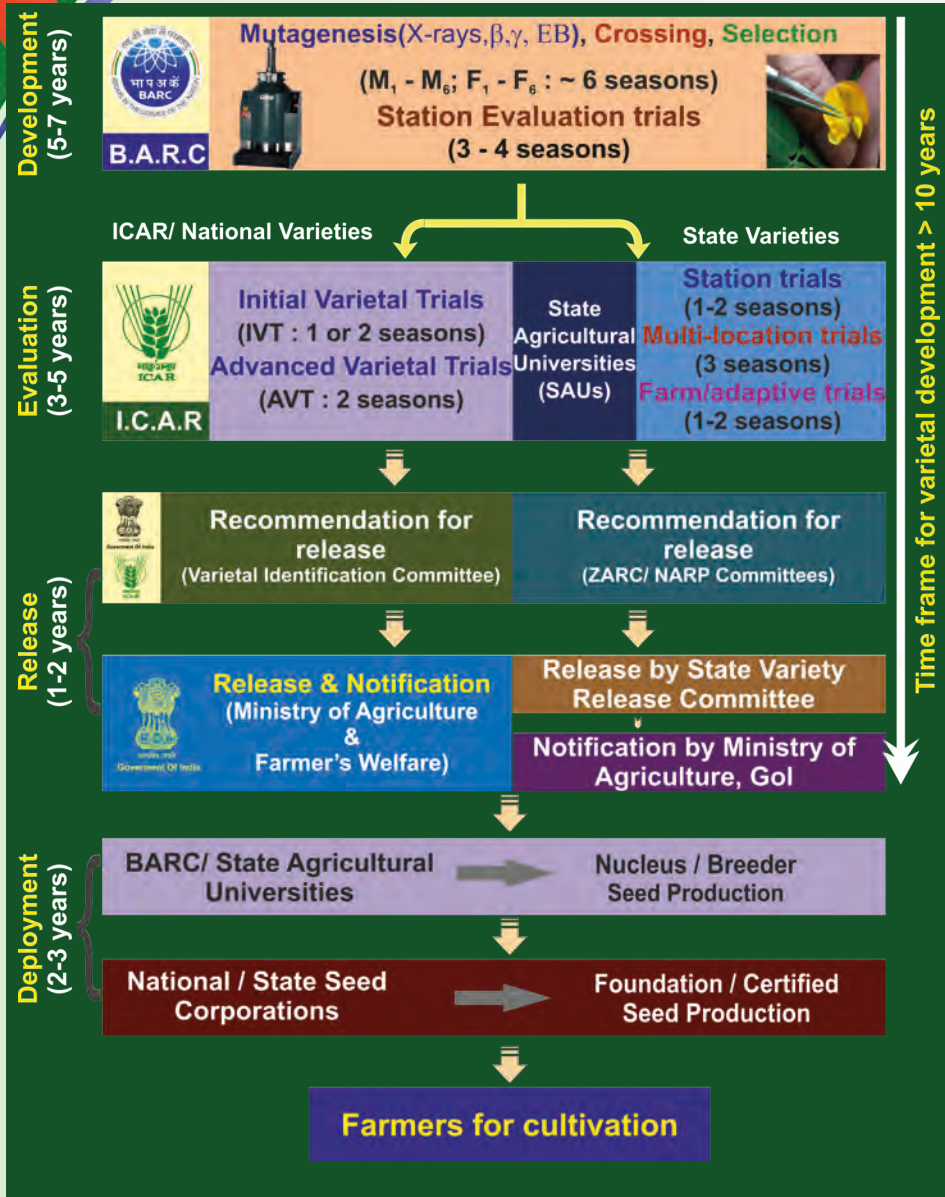 Development
(5-7 years)
भा प अ कें
BARC
B.A.R.C
Mutagenesis(X-rays,β,γ, EB), Crossing, Selection
(M₁ - M₆; F₁ - F₆ : ~ 6 seasons)
Station Evaluation trials
(3 - 4 seasons)
Time frame for varietal development > 10 years
ICAR/ National Varieties
State Varieties
Evaluation
(3-5 years)
ICAR
I.C.A.R
Initial Varietal Trials
(IVT : 1 or 2 seasons)
Advanced Varietal Trials
(AVT : 2 seasons)
State
Agricultural
Universities
(SAUs)
Station trials
(1-2 seasons)
Multi-location trials
(3 seasons)
Farm/adaptive trials
(1-2 seasons)
Release
(1-2 years)
Government Of India
Recommendation for
release
(Varietal Identification Committee)
Recommendation for
release
(ZARC/ NARP Committees)
Government Of India
Release & Notification
(Ministry of Agriculture
&
Farmer's Welfare)
Release by State Variety
Release Committee
Notification by Ministry of
Agriculture, GoI
Deployment
(2-3 years)
BARC/ State Agricultural
Universities
Nucleus / Breeder
Seed Production
National / State Seed
Corporations
Foundation / Certified
Seed Production
Farmers for cultivation